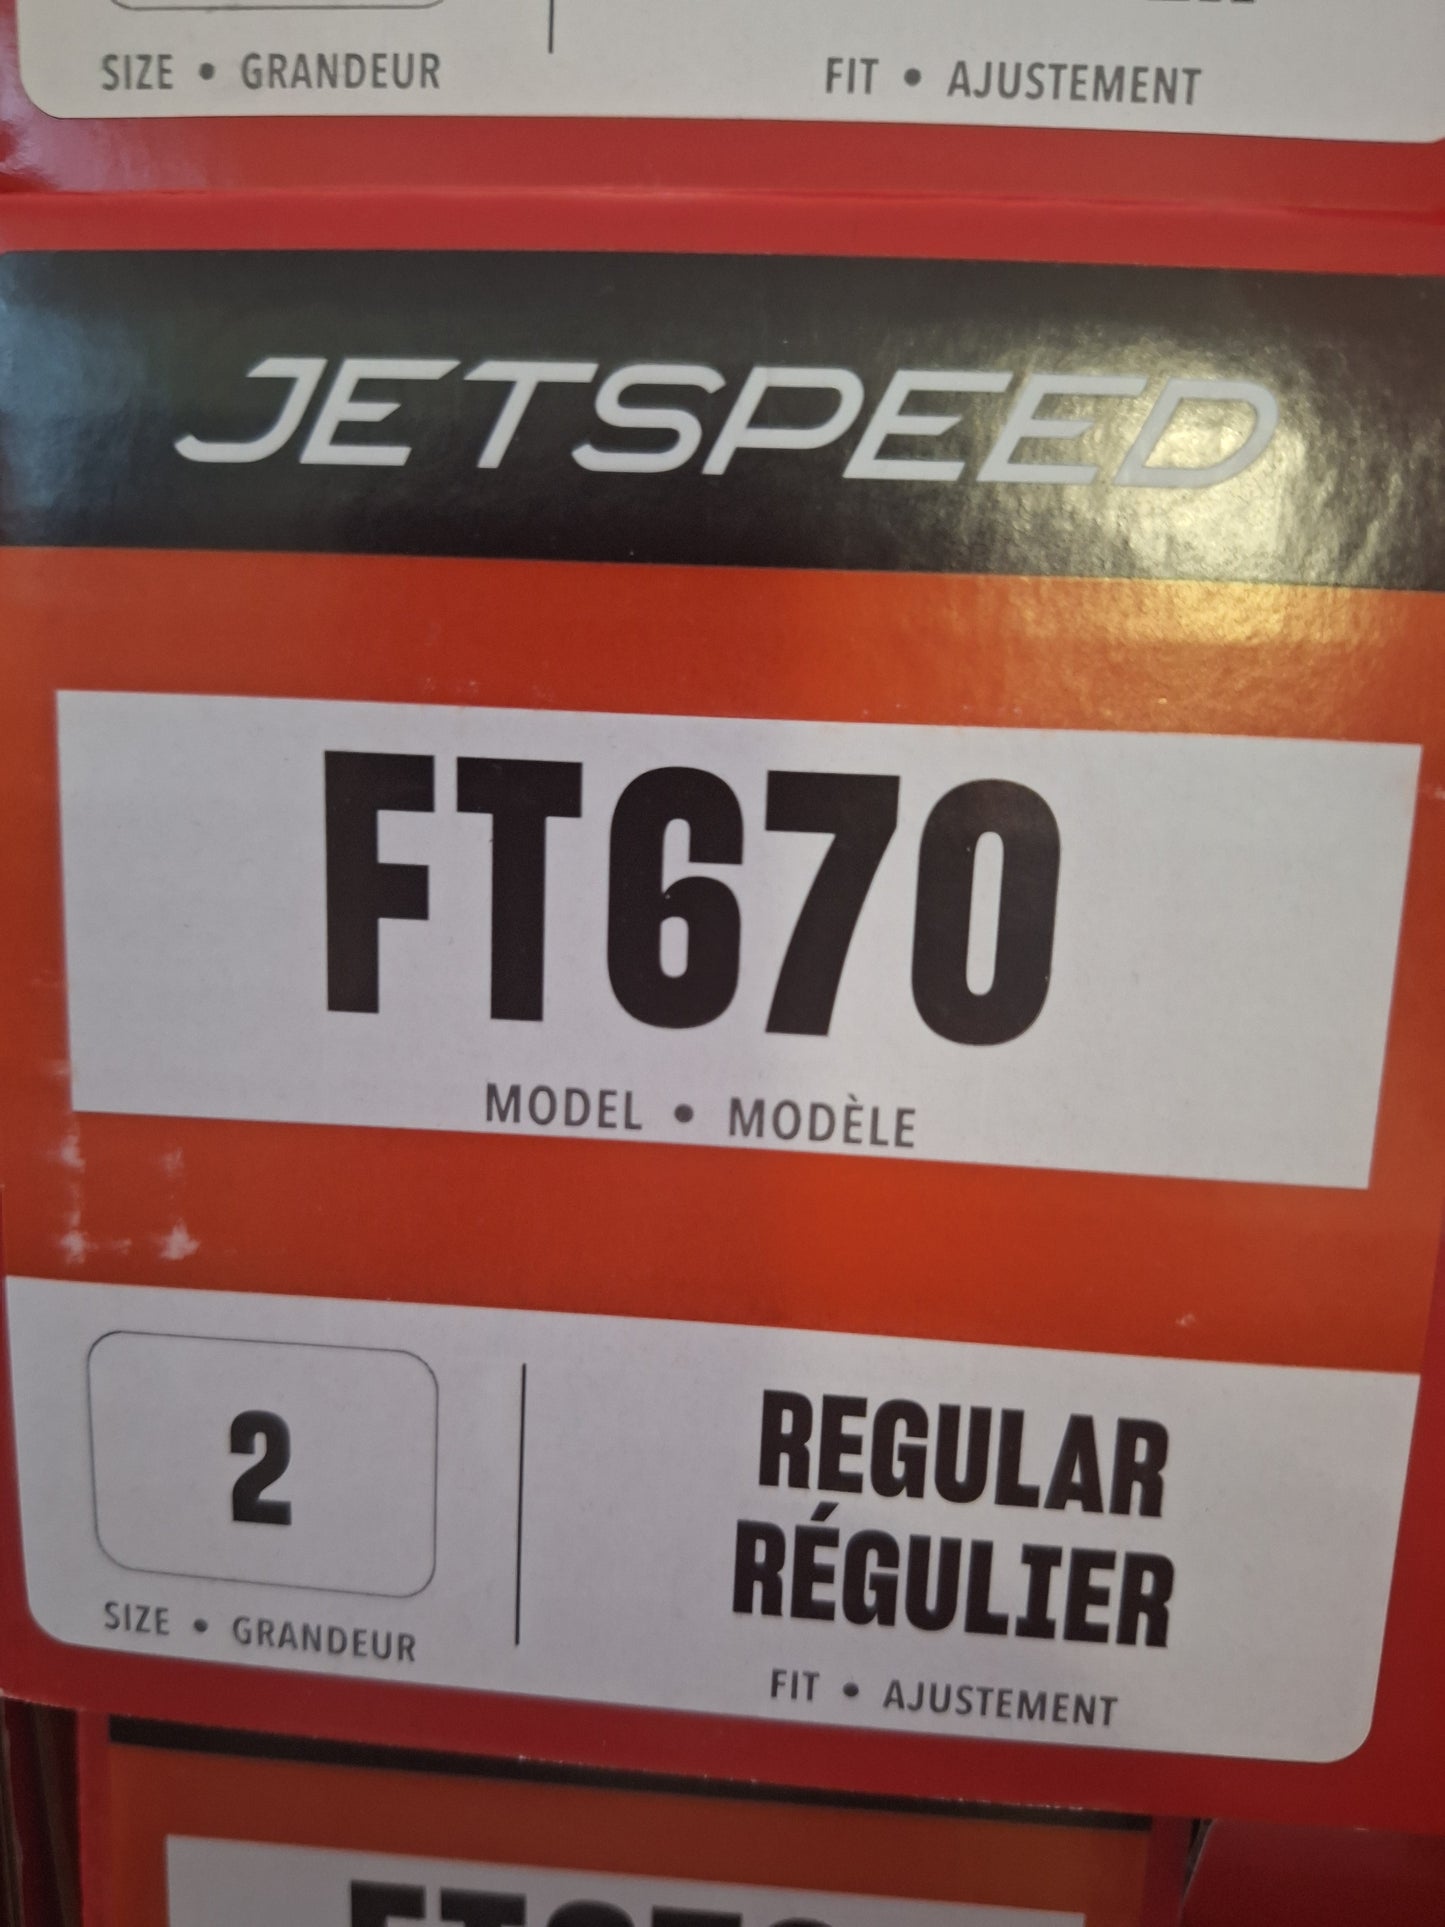 SIZE • GRANDEUR
FIT • AJUSTEMENT
JETSPEED
FT670
MODEL • MODÈLE
2
REGULAR
RÉGULIER
SIZE • GRANDEUR
FIT • AJUSTEMENT